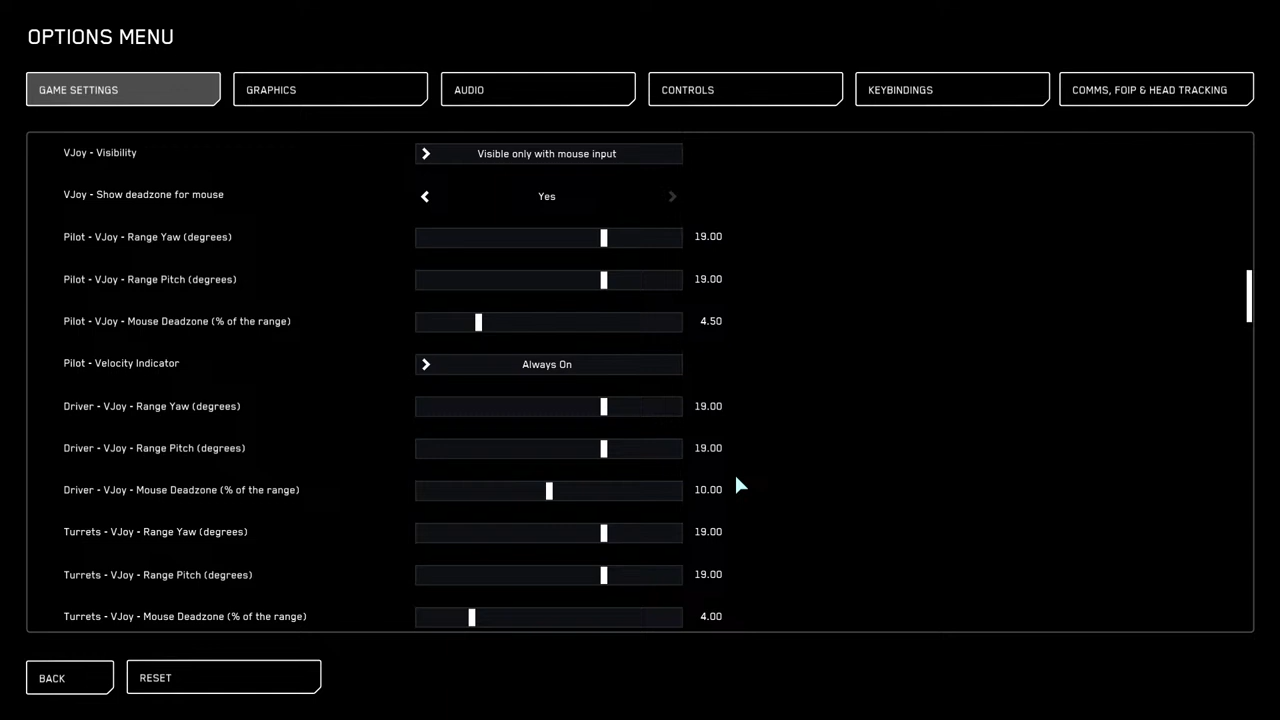 OPTIONS MENU
GAME SETTINGS
GRAPHICS
AUDIO
CONTROLS
KEYBINDINGS
COMMS, FOIP & HEAD TRACKING
VJoy - Visibility
Visible only with mouse input
VJoy - Show deadzone for mouse
Yes
Pilot - VJoy - Range Yaw (degrees)
19.00
Pilot - VJoy - Range Pitch (degrees)
19.00
Pilot - VJoy - Mouse Deadzone (% of the range)
4.50
Pilot - Velocity Indicator
Always On
Driver - VJoy - Range Yaw (degrees)
19.00
Driver - VJoy - Range Pitch (degrees)
19.00
Driver - VJoy - Mouse Deadzone (% of the range)
10.00
Turrets - VJoy - Range Yaw (degrees)
19.00
Turrets - VJoy - Range Pitch (degrees)
19.00
Turrets - VJoy - Mouse Deadzone (% of the range)
4.00
BACK
RESET